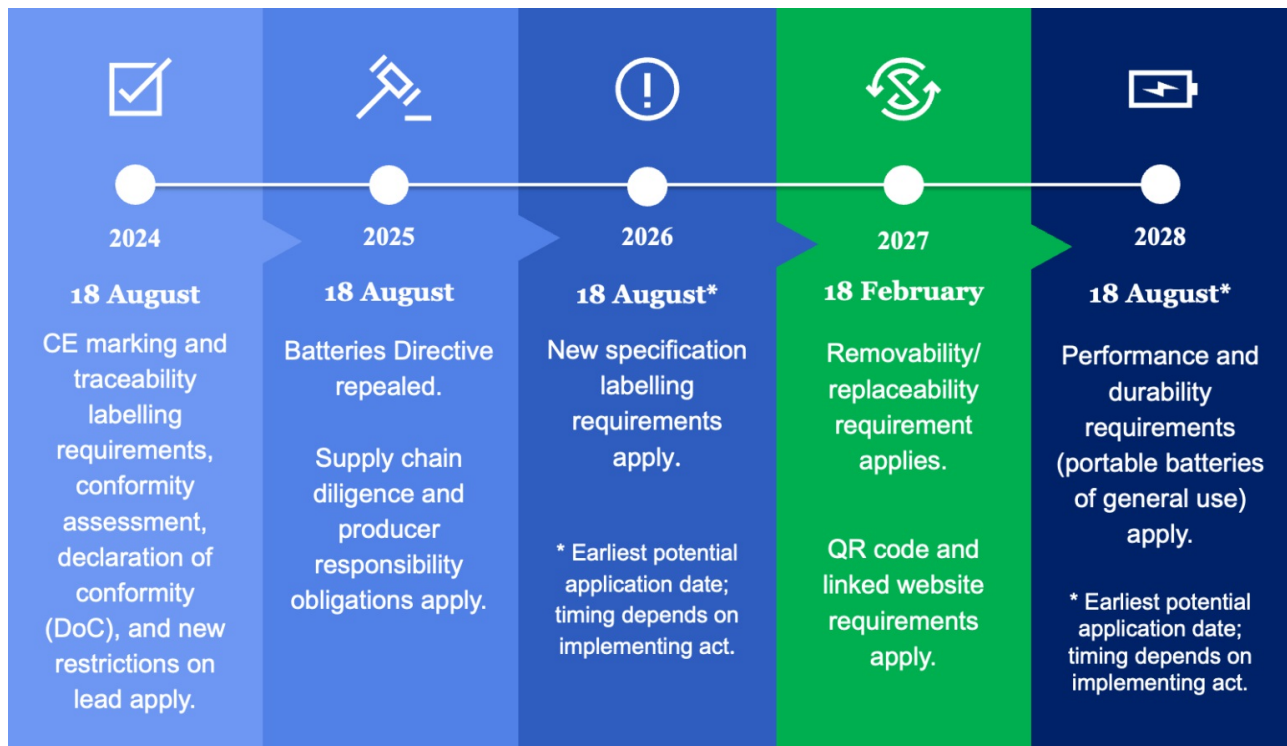 2024
18 August
CE marking and
traceability
labelling
requirements,
conformity
assessment,
declaration of
conformity
(DoC), and new
restrictions on
lead apply.
2025
18 August
Batteries Directive
repealed.
Supply chain
diligence and
producer
responsibility
obligations apply.
2026
18 August*
New specification
labelling
requirements
apply.
* Earliest potential
application date;
timing depends on
implementing act.
2027
18 February
Removability/
replaceability
requirement
applies.
QR code and
linked website
requirements
apply.
2028
18 August*
Performance and
durability
requirements
(portable batteries
of general use)
apply.
* Earliest potential
application date;
timing depends on
implementing act.